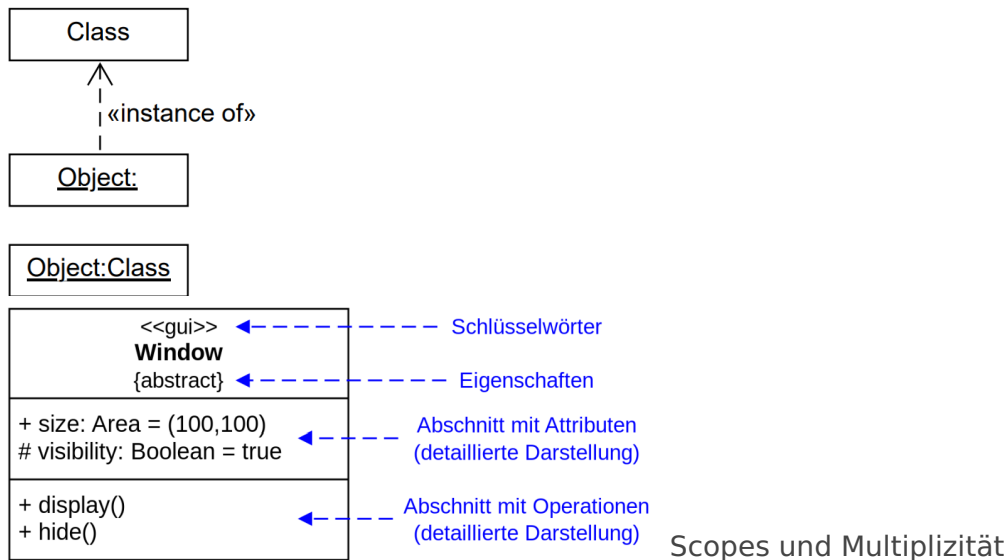 Class
«instance of»
Object:
Object:Class
<<gui>>
Schlüsselwörter
Window
{abstract}
Eigenschaften
+ size: Area = (100,100)
# visibility: Boolean = true
Abschnitt mit Attributen
(detaillierte Darstellung)
+ display()
+ hide()
Abschnitt mit Operationen
(detaillierte Darstellung)
Scopes und Multiplizität